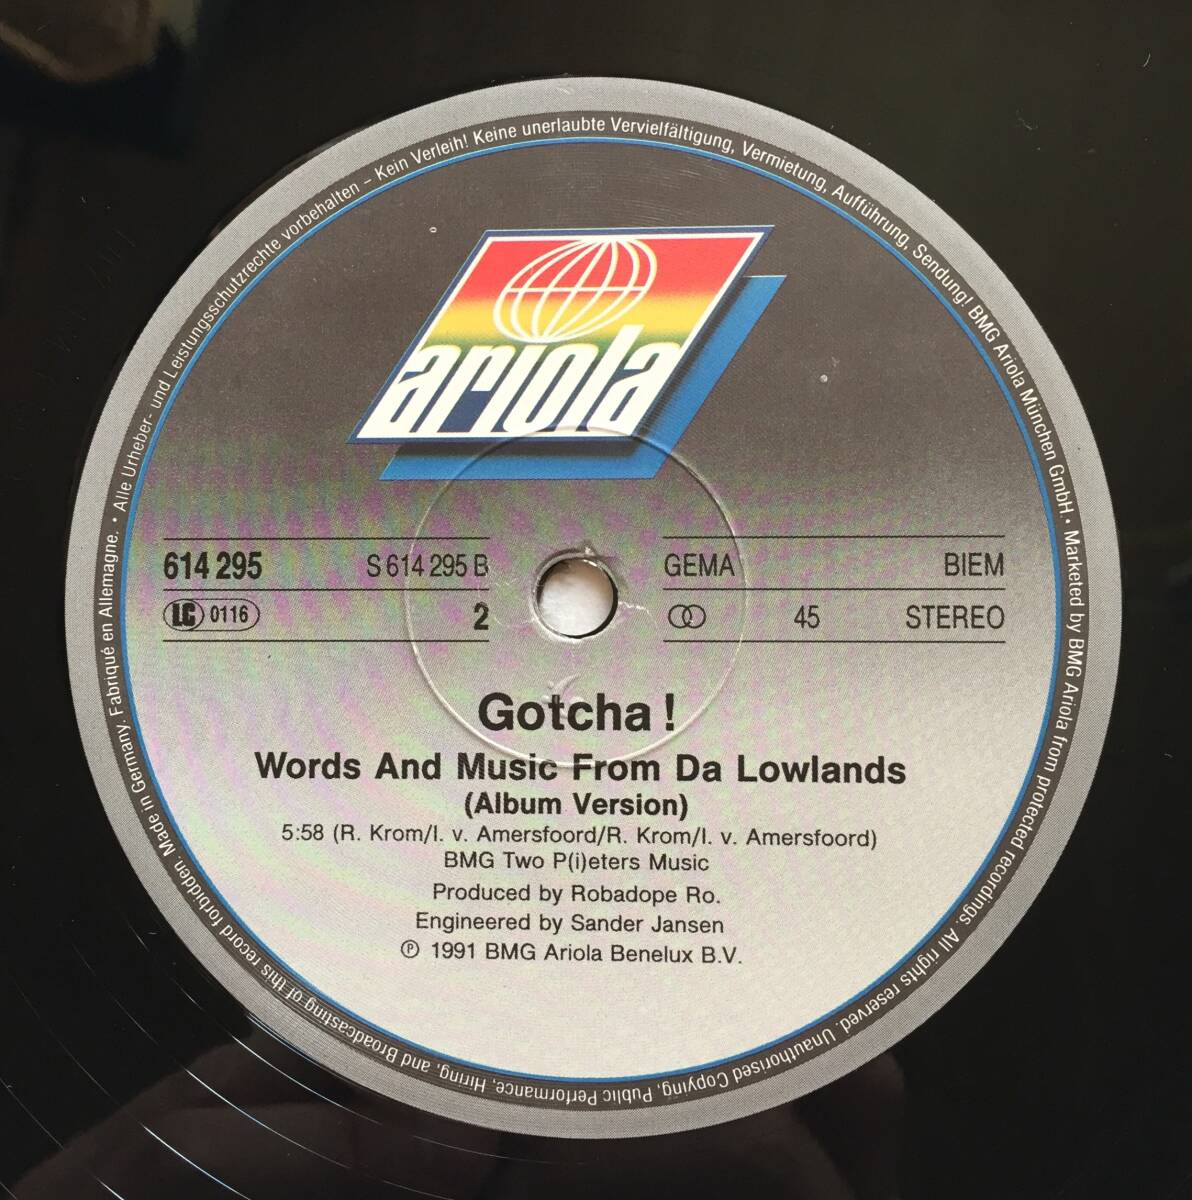 • Alle Urheber- und Leistungsschutzrechte vorbehalten – Kein Verleih! Keine unerlaubte Vervielfältigung, Vermietung, Aufführung, Sendung! BMG Ariola München GmbH. • Marketed by BMG Ariola from protected recordings. All rights reserved. Unauthorised Copying, Public Performance, Hiring, and Broadcasting of this record forbidden. Made in Germany. Fabriqué en Allemagne.
ariola
614 295 S 614 295 B GEMA BIEM
LC 0116 2 45 STEREO
Gotcha !
Words And Music From Da Lowlands
(Album Version)
5:58 (R. Krom/I. v. Amersfoord/R. Krom/I. v. Amersfoord)
BMG Two P(i)eters Music
Produced by Robadope Ro.
Engineered by Sander Jansen
℗ 1991 BMG Ariola Benelux B.V.